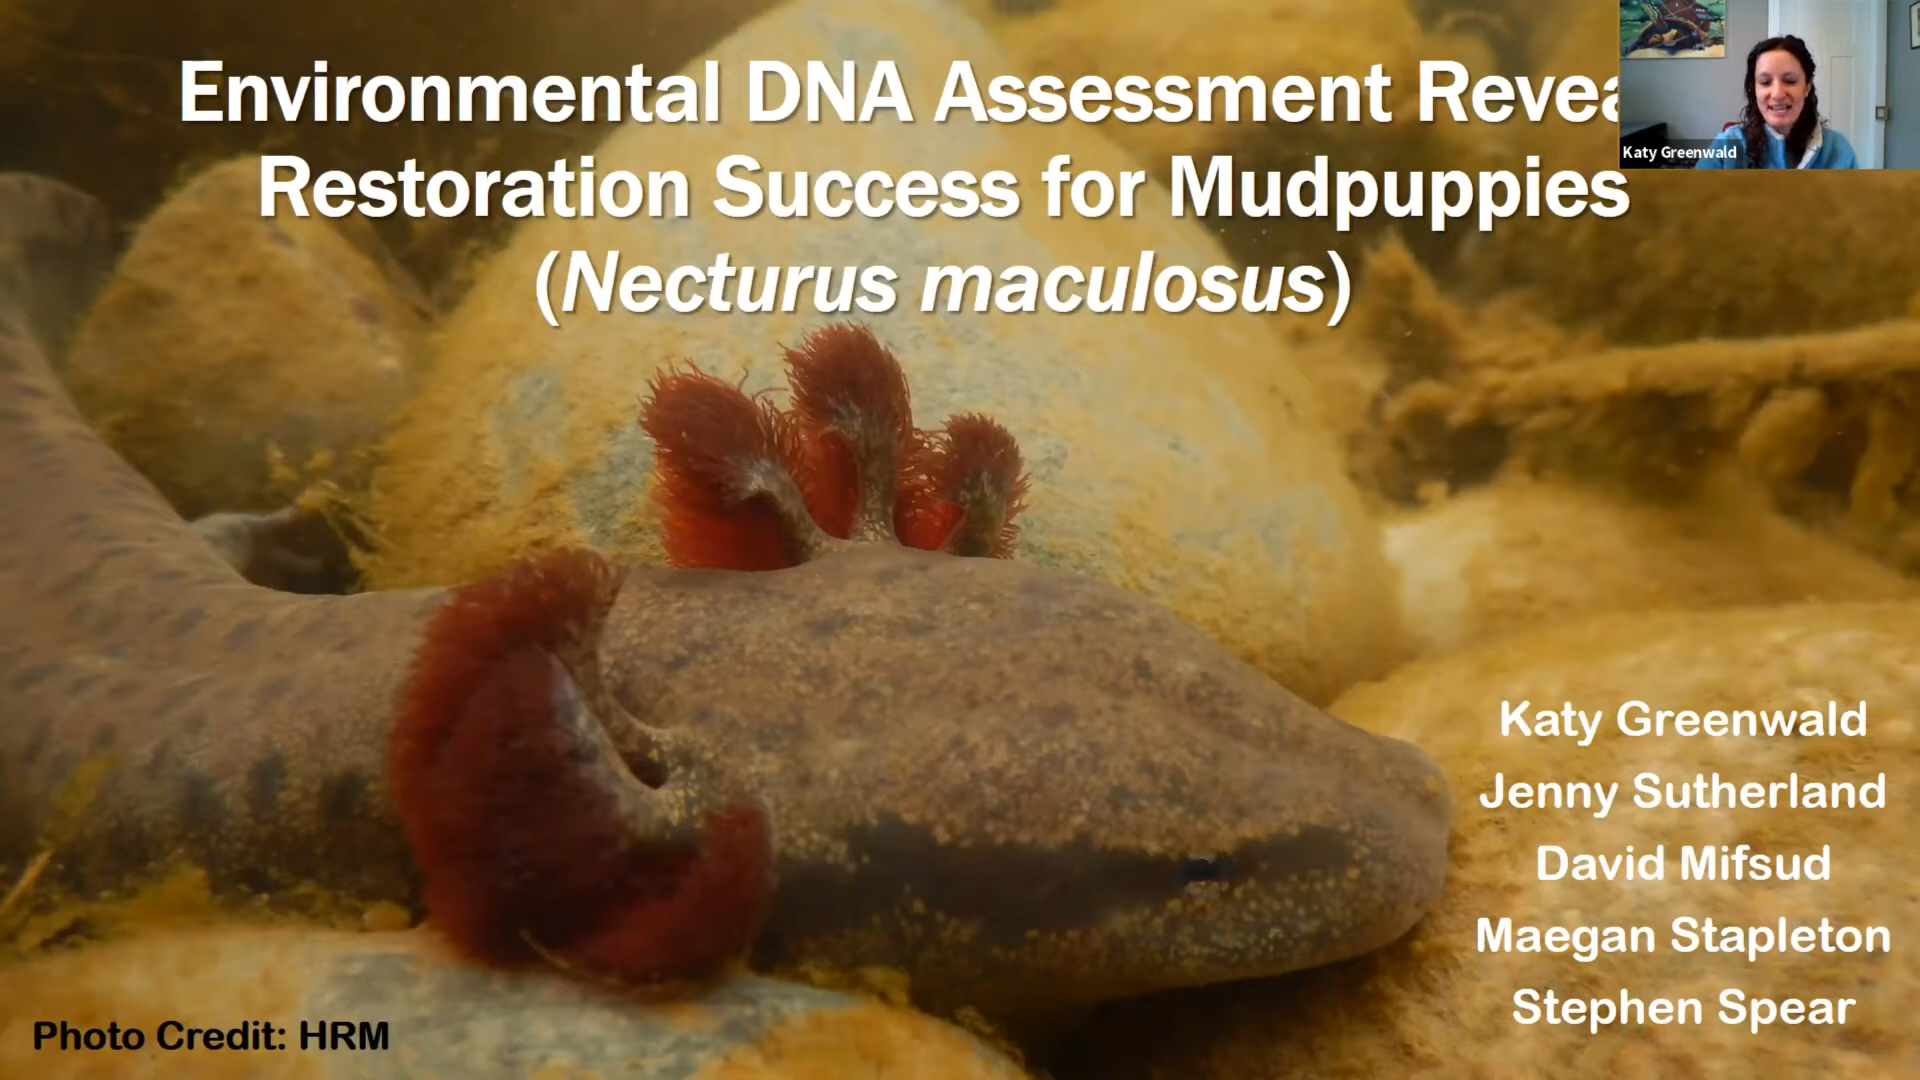 Environmental DNA Assessment
Restoration Success for Mudpuppies
(Necturus maculosus)
Katy Greenwald
Katy Greenwald
Jenny Sutherland
David Mifsud
Maegan Stapleton
Stephen Spear
Photo Credit: HRM